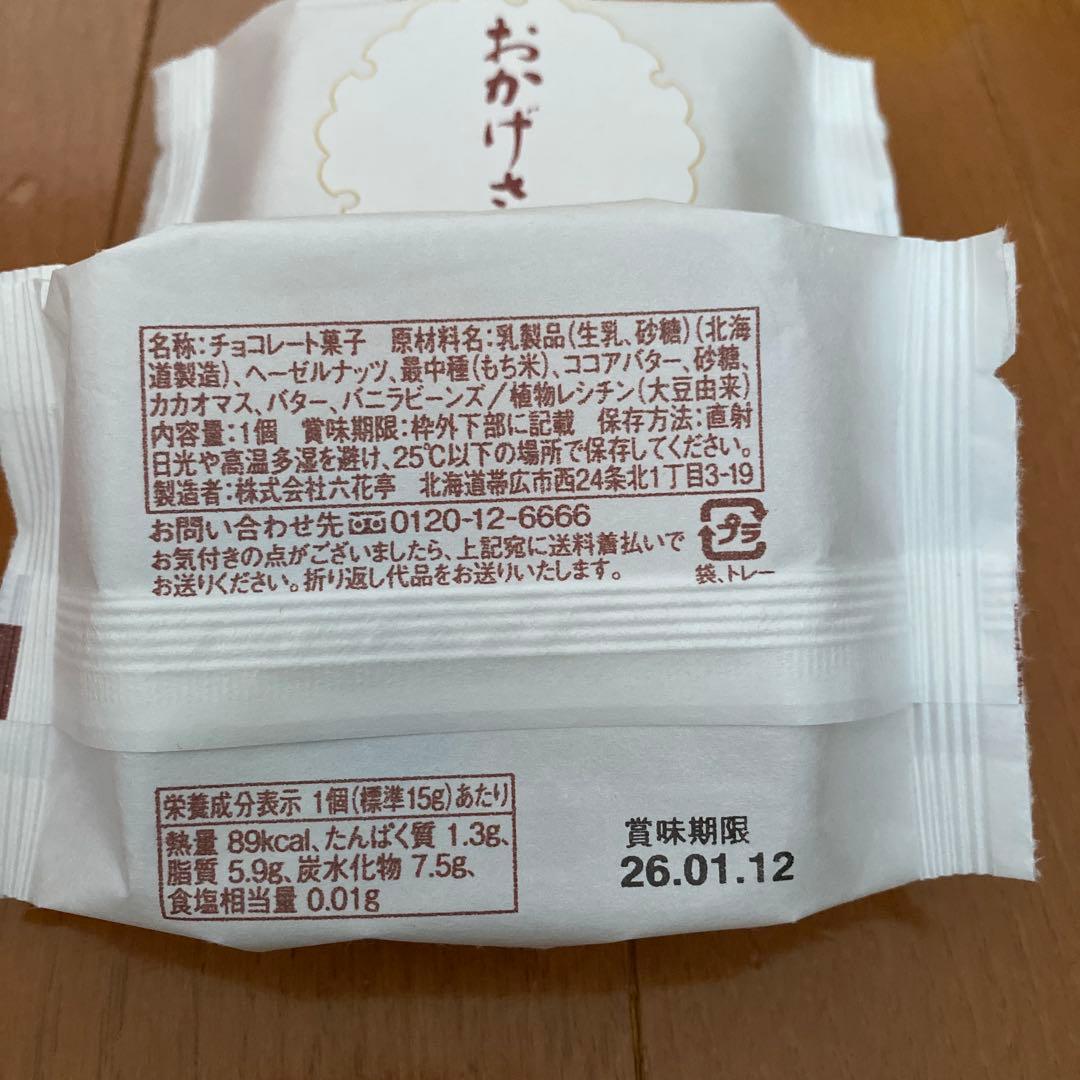 おかげさ
名称:チョコレート菓子 原材料名:乳製品(生乳、砂糖)(北海
道製造)、ヘーゼルナッツ、最中種(もち米)、ココアバター、砂糖、
カカオマス、バター、バニラビーンズ/植物レシチン(大豆由来)
内容量:1個 賞味期限:枠外下部に記載 保存方法:直射
日光や高温多湿を避け、25℃以下の場所で保存してください。
製造者:株式会社六花亭 北海道帯広市西24条北1丁目3-19
お問い合わせ先 0120-12-6666
お気付きの点がございましたら、上記宛に送料着払いで
お送りください。折り返し代品をお送りいたします。
プラ
袋、トレー
栄養成分表示 1個(標準15g)あたり
熱量 89kcal、たんぱく質 1.3g、
脂質 5.9g、炭水化物 7.5g、
食塩相当量 0.01g
賞味期限
26.01.12